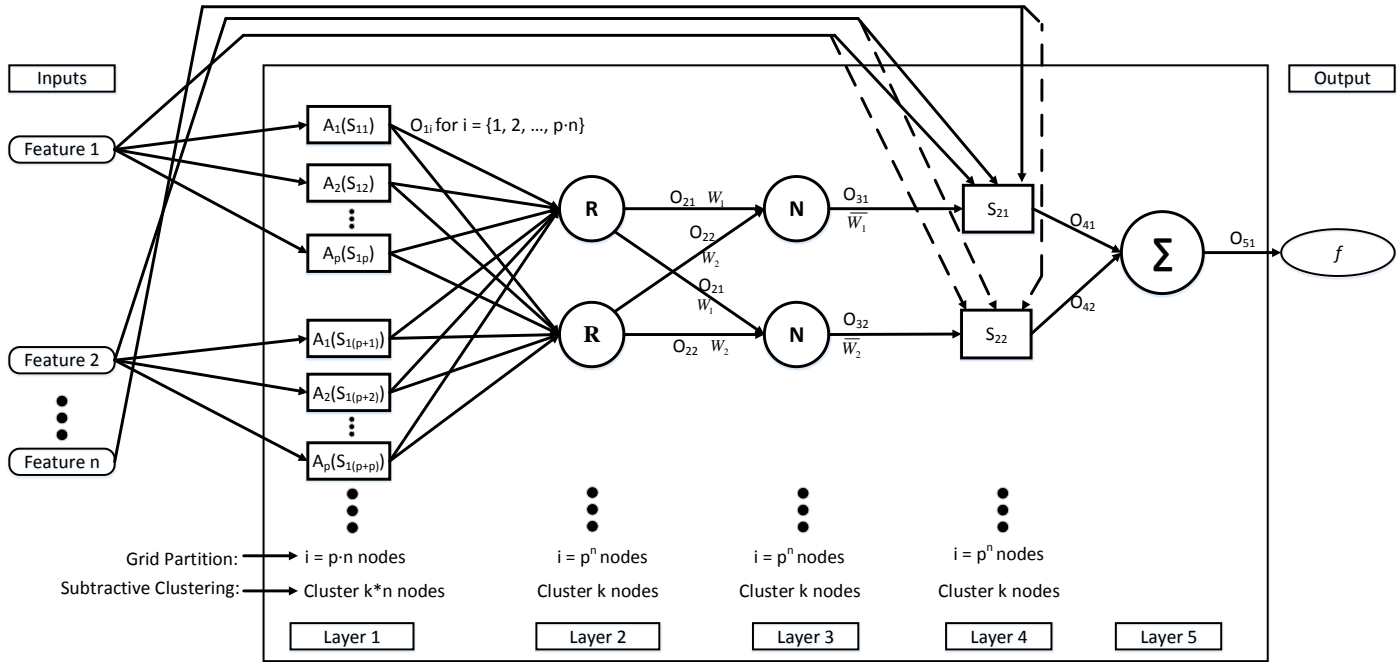 Inputs
Output
Feature 1
Feature 2
Feature n
A₁(S₁₁)
A₂(S₁₂)
Aₚ(S₁ₚ)
A₁(S₁₍ₚ₊₁₎)
A₂(S₁₍ₚ₊₂₎)
Aₚ(S₁₍ₚ₊ₚ₎)
O₁ᵢ for i = {1, 2, ..., p·n}
R
R
O₂₁ W₁
O₂₂
W₂
O₂₁
W₁
O₂₂ W₂
N
N
O₃₁
W̅₁
O₃₂
W̅₂
S₂₁
S₂₂
O₄₁
O₄₂
Σ
O₅₁
f
Grid Partition: i = p·n nodes i = pⁿ nodes i = pⁿ nodes i = pⁿ nodes
Subtractive Clustering: Cluster k*n nodes Cluster k nodes Cluster k nodes Cluster k nodes
Layer 1 Layer 2 Layer 3 Layer 4 Layer 5